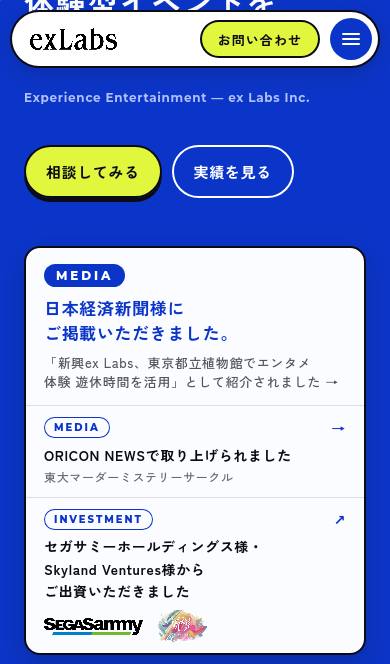 体験型イベントを
exLabs
お問い合わせ
Experience Entertainment — ex Labs Inc.
相談してみる
実績を見る
MEDIA
日本経済新聞様に
ご掲載いただきました。
「新興ex Labs、東京都立植物館でエンタメ
体験 遊休時間を活用」として紹介されました →
MEDIA →
ORICON NEWSで取り上げられました
東大マーダーミステリーサークル
INVESTMENT ↗
セガサミーホールディングス様・
Skyland Ventures様から
ご出資いただきました
SEGASammy